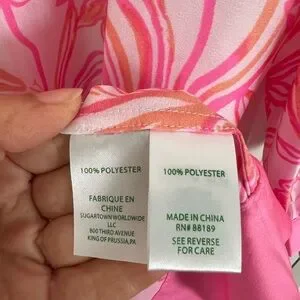 100% POLYESTER
FABRIQUE EN
CHINE
SUGARTOWN WORLDWIDE
LLC
800 THIRD AVENUE
KING OF PRUSSIA, PA
100% POLYESTER
MADE IN CHINA
RN# 88189
SEE REVERSE
FOR CARE